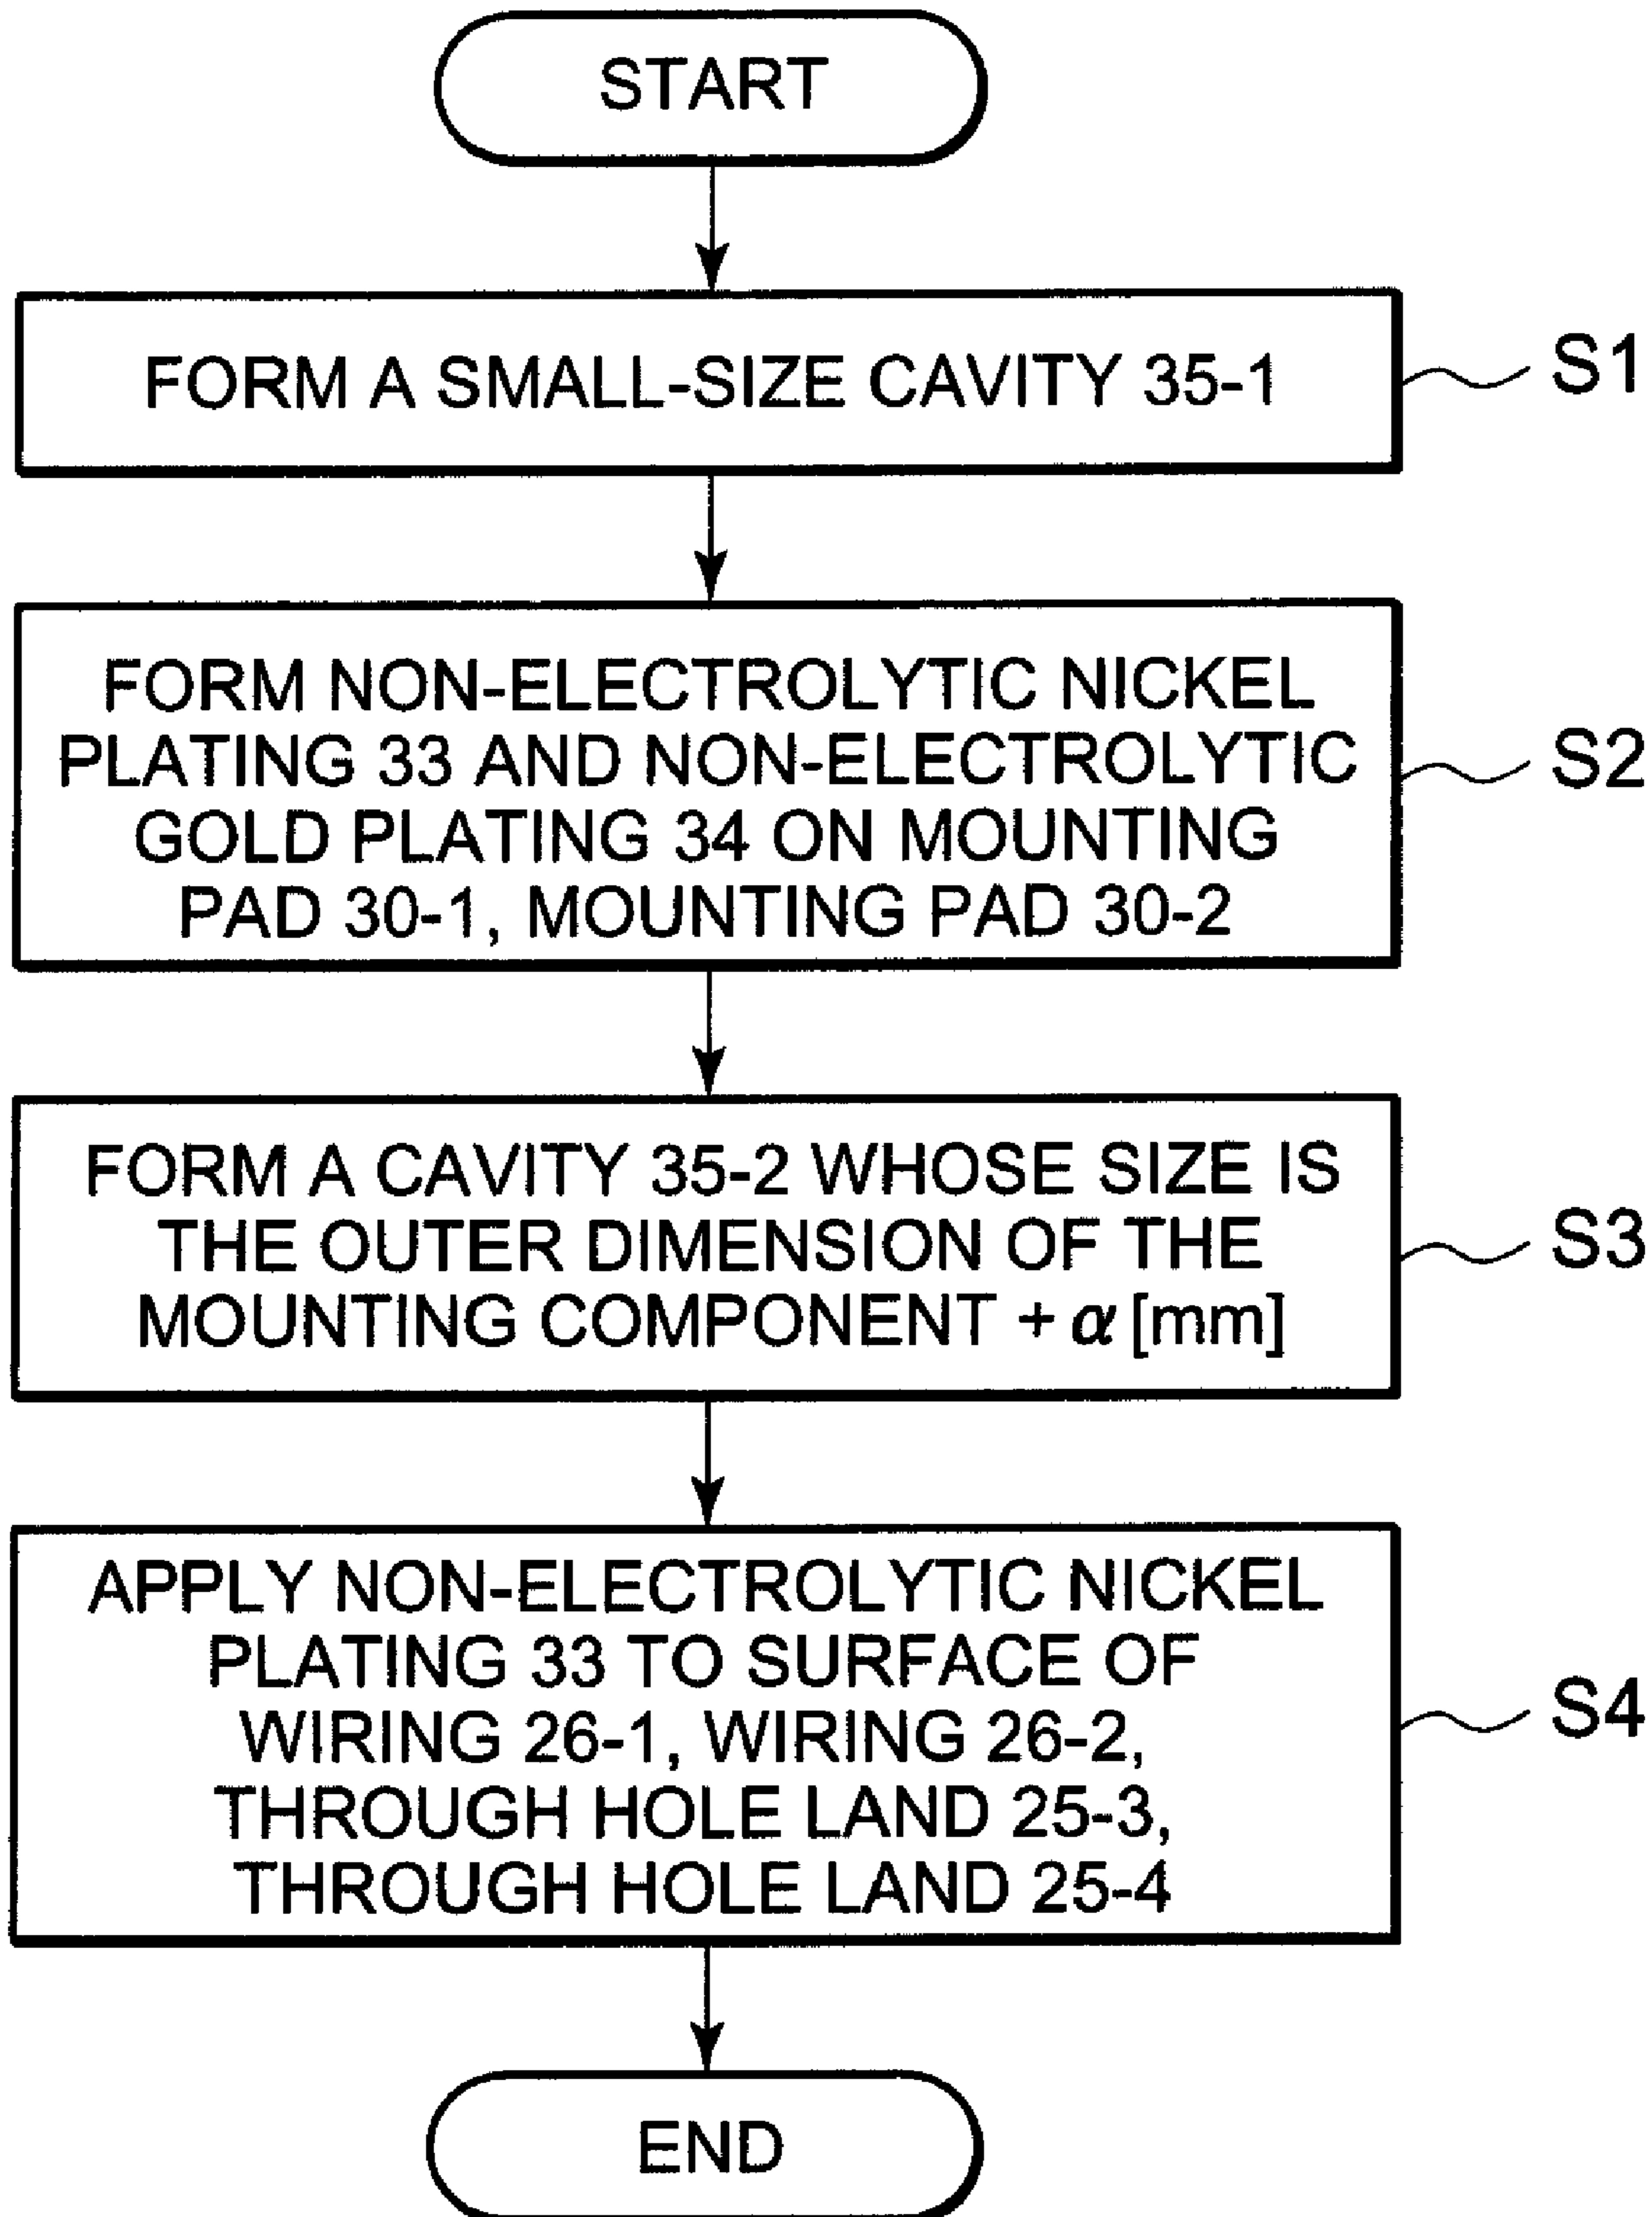 START
FORM A SMALL-SIZE CAVITY 35-1
S1
FORM NON-ELECTROLYTIC NICKEL
PLATING 33 AND NON-ELECTROLYTIC
GOLD PLATING 34 ON MOUNTING
PAD 30-1, MOUNTING PAD 30-2
S2
FORM A CAVITY 35-2 WHOSE SIZE IS
THE OUTER DIMENSION OF THE
MOUNTING COMPONENT + α [mm]
S3
APPLY NON-ELECTROLYTIC NICKEL
PLATING 33 TO SURFACE OF
WIRING 26-1, WIRING 26-2,
THROUGH HOLE LAND 25-3,
THROUGH HOLE LAND 25-4
S4
END